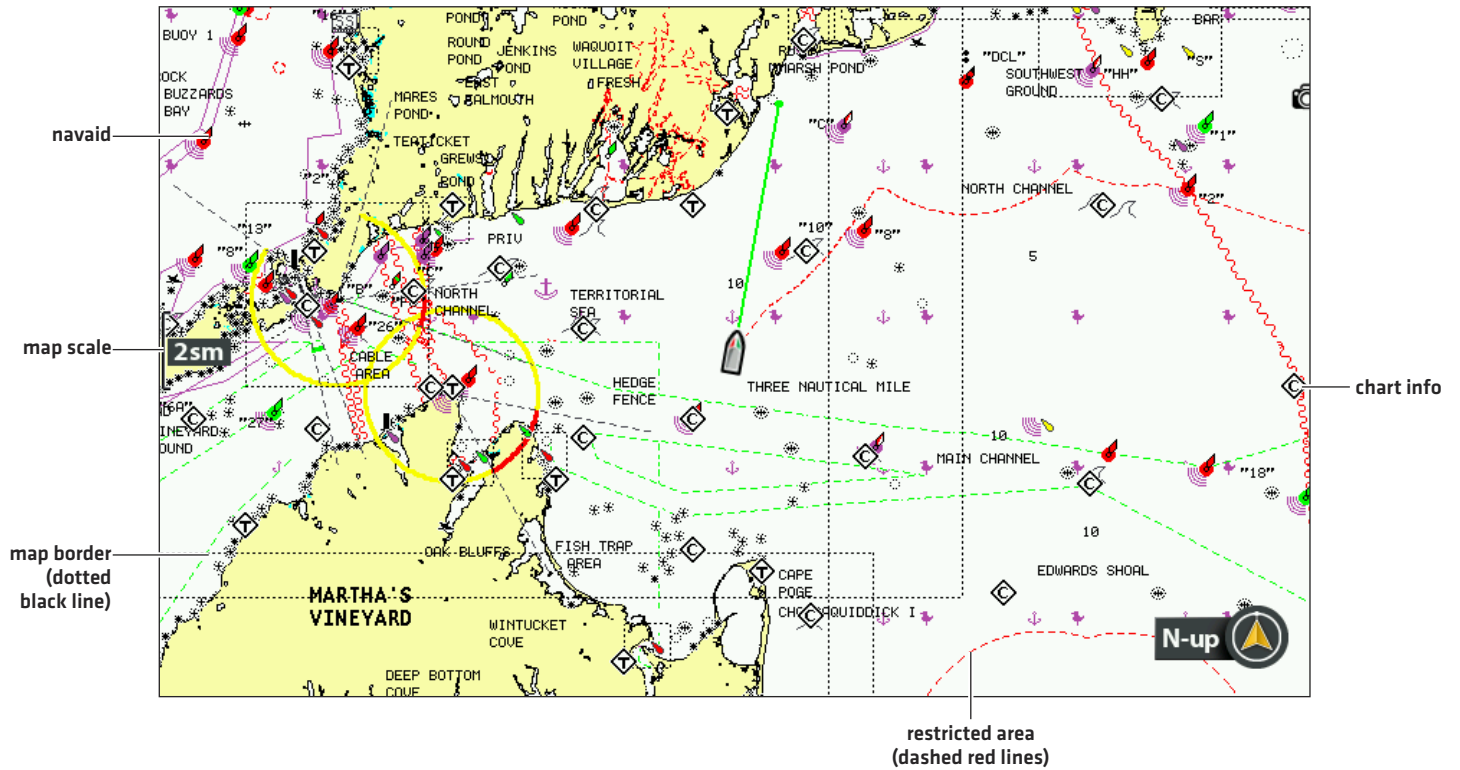 "16"
SS
POND
POND
BAR
BUOY 1
ROUND
POND
JENKINS
POND
WAQUOIT
VILLAGE
MARSH POND
"DCL"
SOUTHWEST
GROUND
"HH"
"S"
BUZZARDS
BAY
EAST
FALMOUTH
FRESH
MARES
POND
navaid
"C"
"1"
TEATICKET
POND
"2"
NORTH CHANNEL
"2"
"13"
"8"
PRIV
"10"
"8"
5
"C"
10
"B"
NORTH
CHANNEL
TERRITORIAL
SEA
"26"
map scale
2sm
CABLE
AREA
HEDGE
FENCE
THREE NAUTICAL MILE
chart info
"27"
10
MAIN CHANNEL
"18"
10
map border
(dotted
black line)
OAK BLUFFS
FISH TRAP
AREA
EDWARDS SHOAL
MARTHA'S
VINEYARD
CAPE
POGE
WINTUCKET
COVE
N-up
DEEP BOTTOM
COVE
restricted area
(dashed red lines)